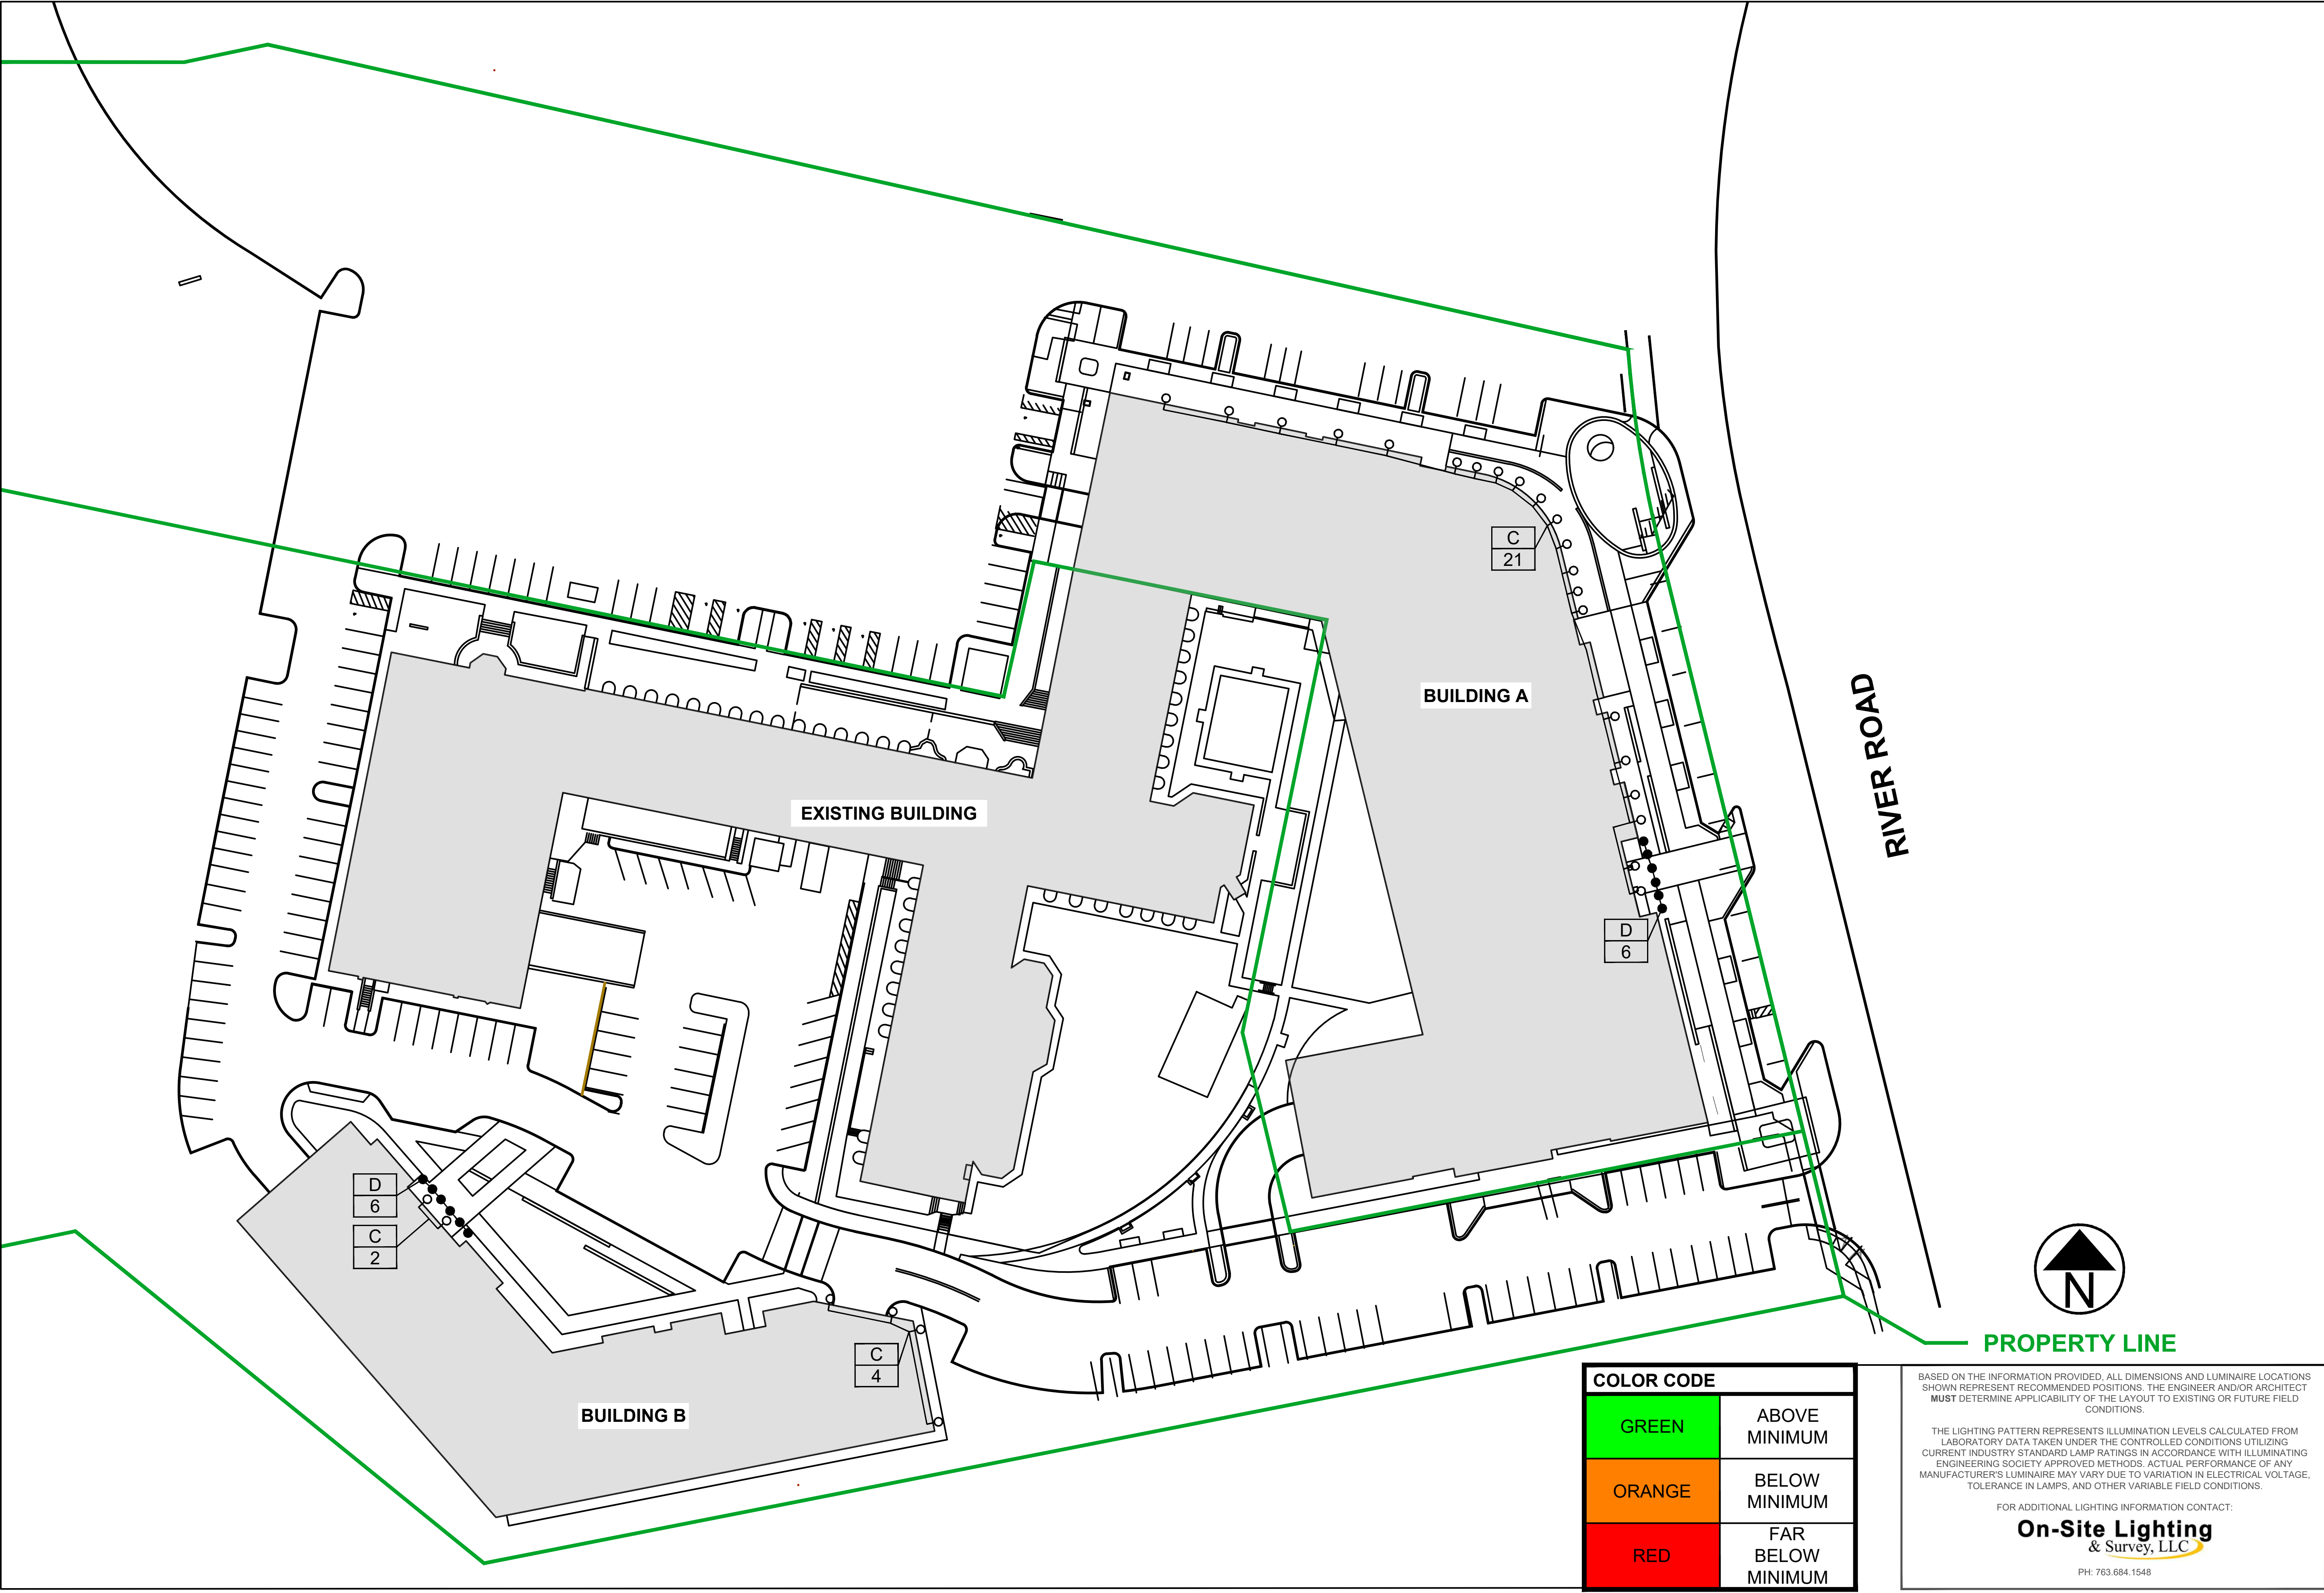 C
21
BUILDING A
RIVER ROAD
EXISTING BUILDING
D
6
D
6
C
2
C
4
BUILDING B
N
PROPERTY LINE
COLOR CODE
GREEN
ABOVE
MINIMUM
ORANGE
BELOW
MINIMUM
RED
FAR
BELOW
MINIMUM
BASED ON THE INFORMATION PROVIDED, ALL DIMENSIONS AND LUMINAIRE LOCATIONS
SHOWN REPRESENT RECOMMENDED POSITIONS. THE ENGINEER AND/OR ARCHITECT
MUST DETERMINE APPLICABILITY OF THE LAYOUT TO EXISTING OR FUTURE FIELD
CONDITIONS.
THE LIGHTING PATTERN REPRESENTS ILLUMINATION LEVELS CALCULATED FROM
LABORATORY DATA TAKEN UNDER THE CONTROLLED CONDITIONS UTILIZING
CURRENT INDUSTRY STANDARD LAMP RATINGS IN ACCORDANCE WITH ILLUMINATING
ENGINEERING SOCIETY APPROVED METHODS. ACTUAL PERFORMANCE OF ANY
MANUFACTURER'S LUMINAIRE MAY VARY DUE TO VARIATION IN ELECTRICAL VOLTAGE,
TOLERANCE IN LAMPS, AND OTHER VARIABLE FIELD CONDITIONS.
FOR ADDITIONAL LIGHTING INFORMATION CONTACT:
On-Site Lighting
& Survey, LLC
PH: 763.684.1548